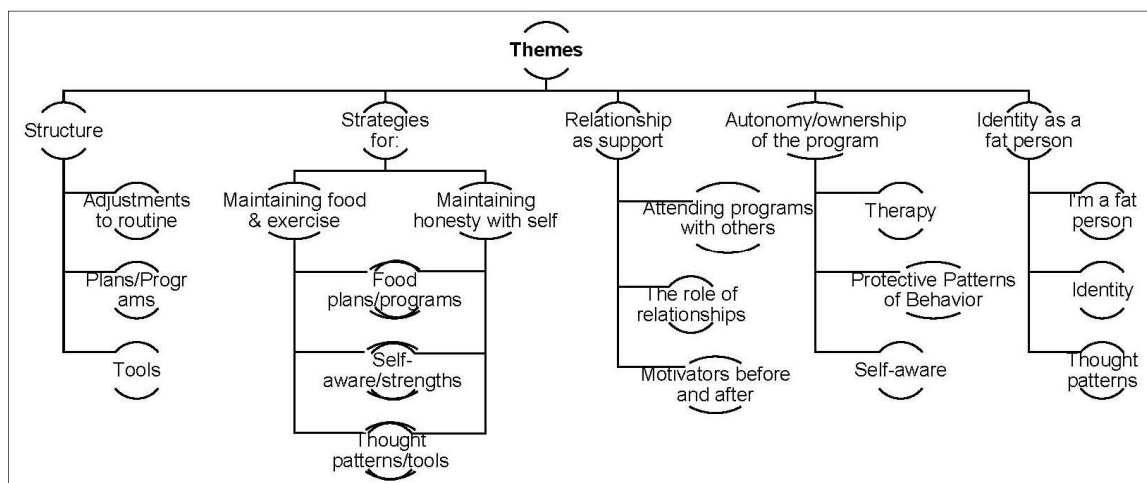 Themes
Structure
Adjustments
to routine
Plans/Progr
ams
Tools
Strategies
for:
Maintaining food
& exercise
Maintaining
honesty with self
Food
plans/programs
Self-
aware/strengths
Thought
patterns/tools
Relationship
as support
Attending programs
with others
The role of
relationships
Motivators before
and after
Autonomy/ownership
of the program
Therapy
Protective Patterns
of Behavior
Self-aware
Identity as a
fat person
I'm a fat
person
Identity
Thought
patterns